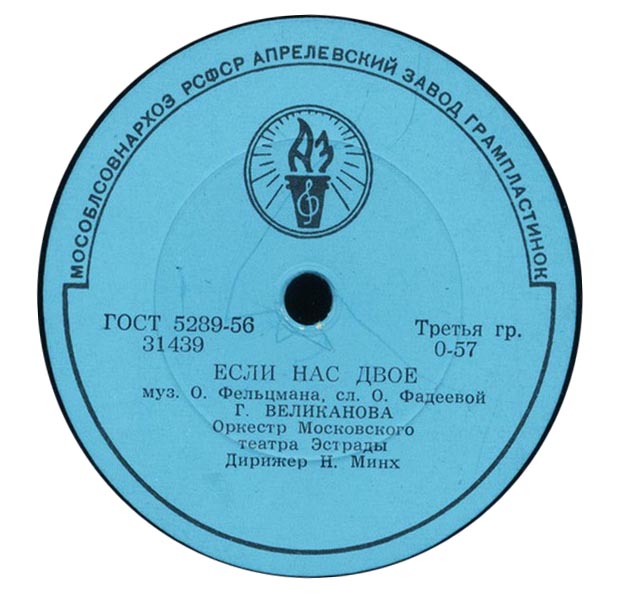 МОСОБЛСОВНАРХОЗ РСФСР АПРЕЛЕВСКИЙ ЗАВОД ГРАМПЛАСТИНОК
АЗ
ГОСТ 5289-56
31439
Третья гр.
0-57
ЕСЛИ НАС ДВОЕ
муз. О. Фельцмана, сл. О. Фадеевой
Г. ВЕЛИКАНОВА
Оркестр Московского
театра Эстрады
Дирижер Н. Минх